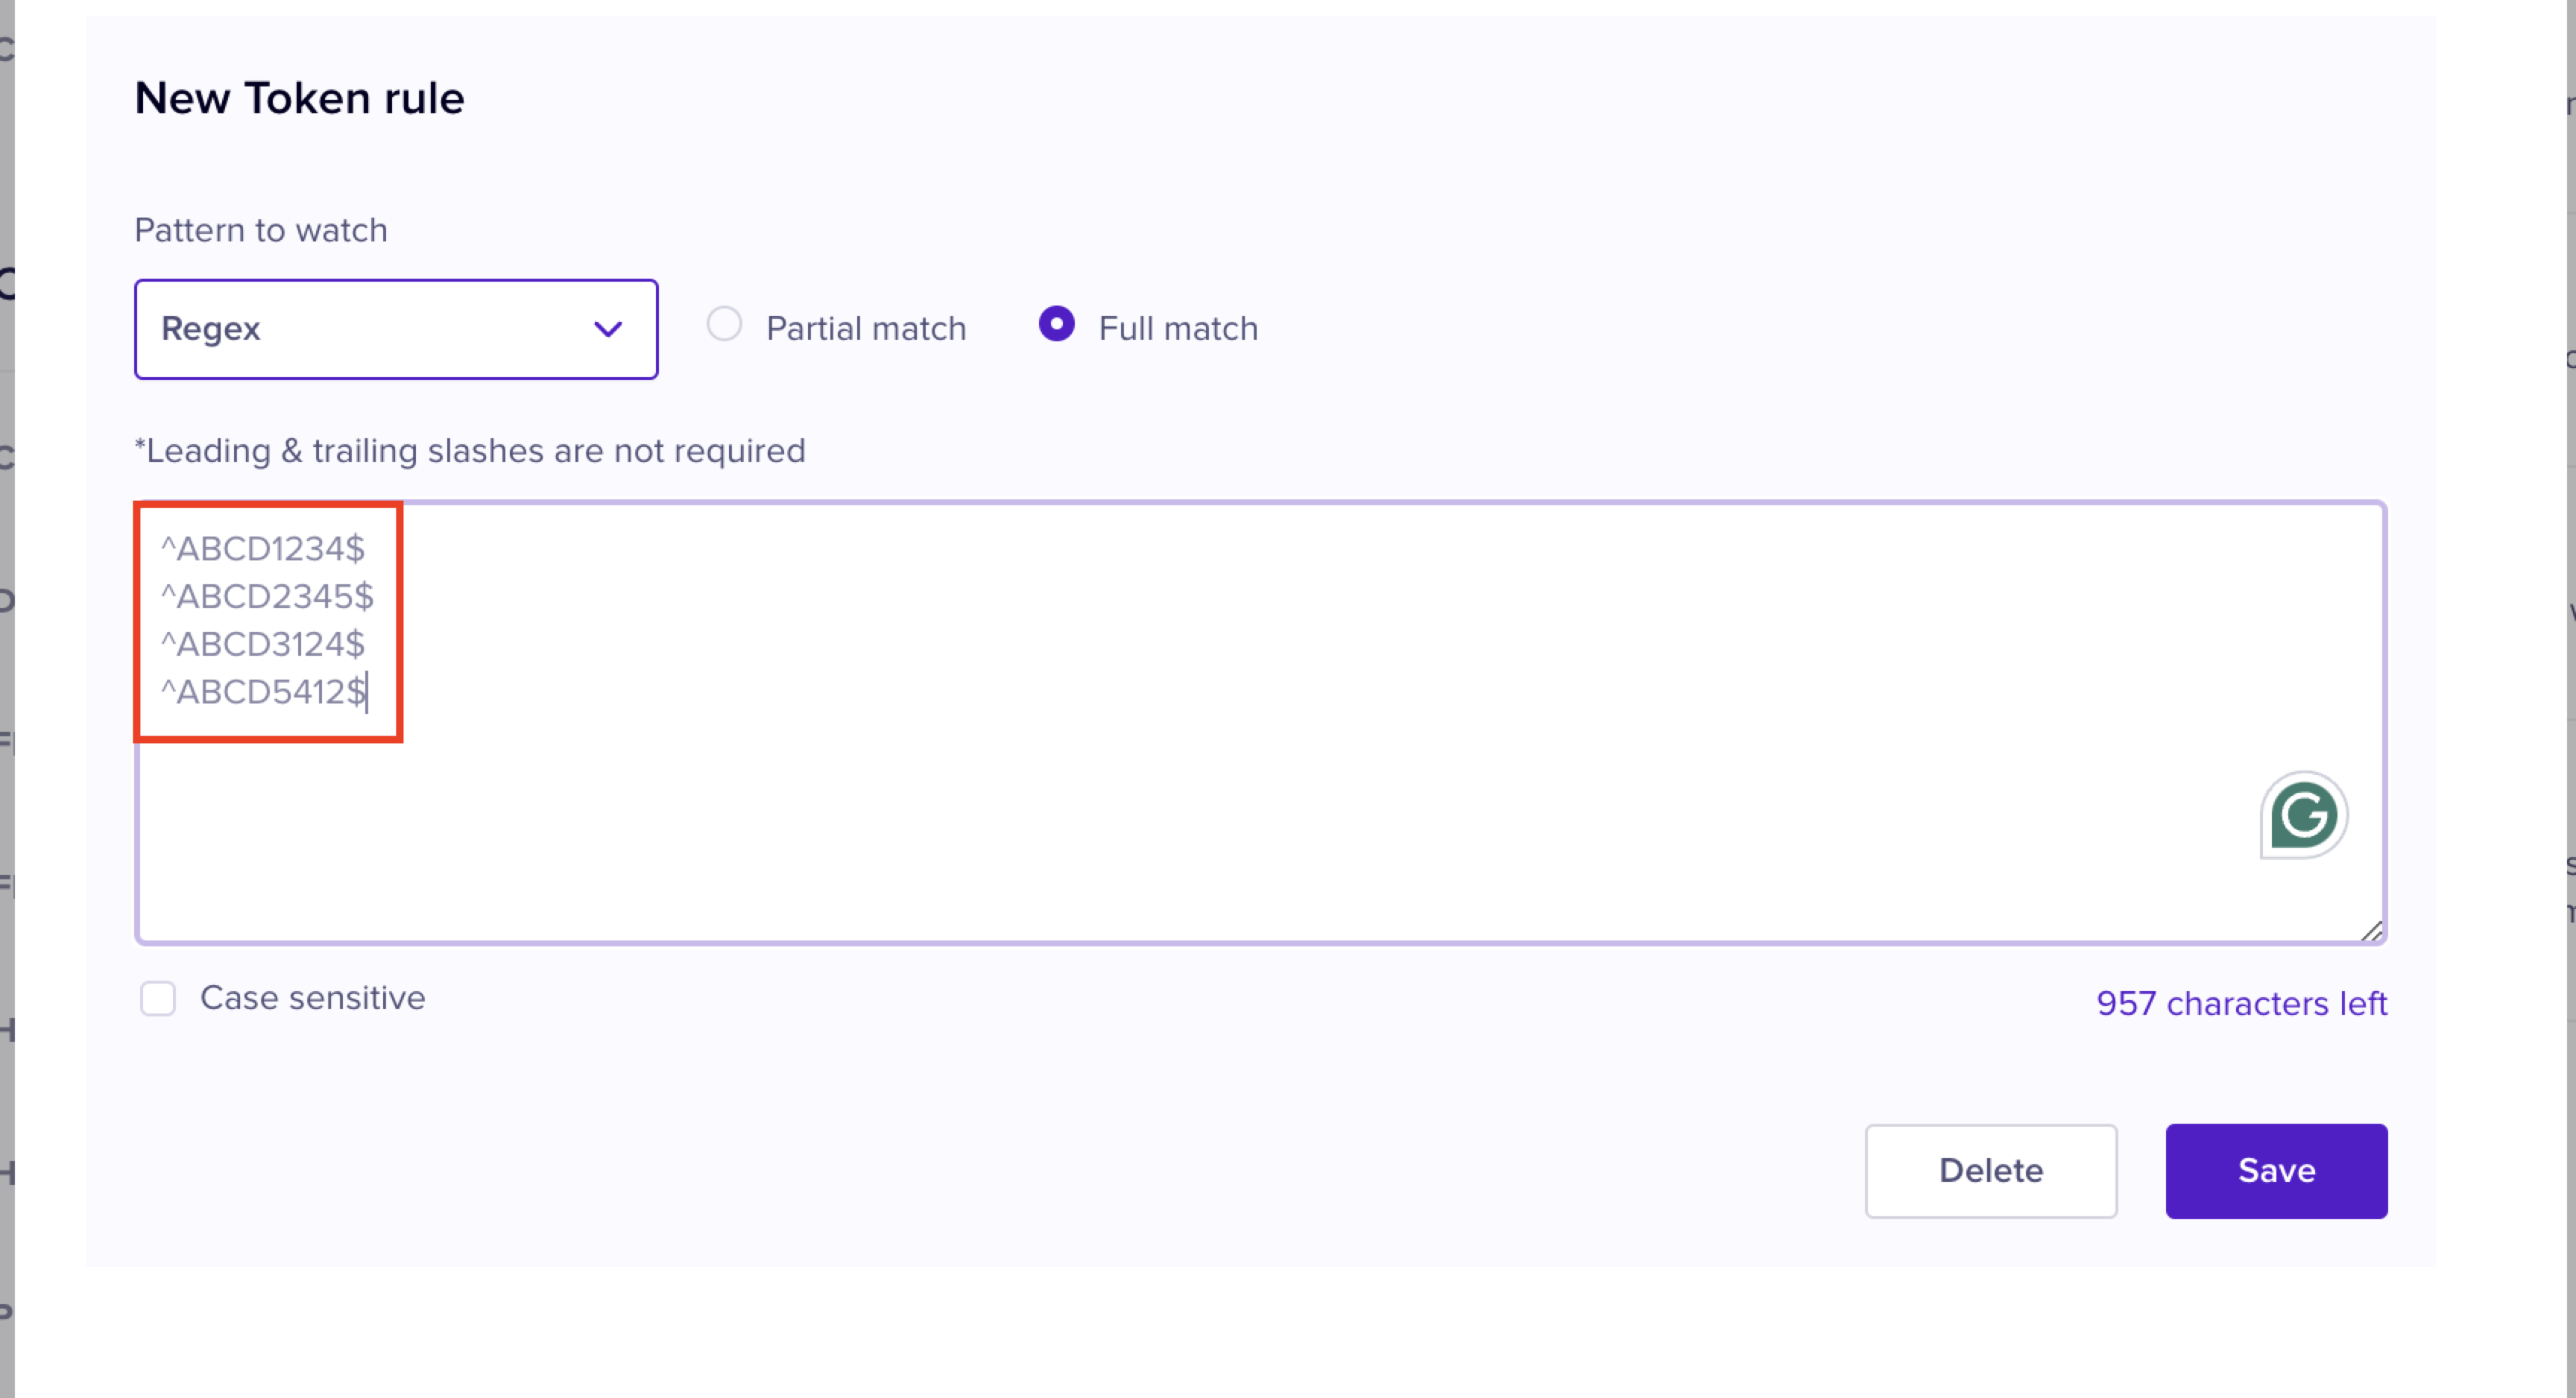 New Token rule
Pattern to watch
Regex
Partial match
Full match
*Leading & trailing slashes are not required
^ABCD1234$
^ABCD2345$
^ABCD3124$
^ABCD5412$
Case sensitive
957 characters left
Delete
Save